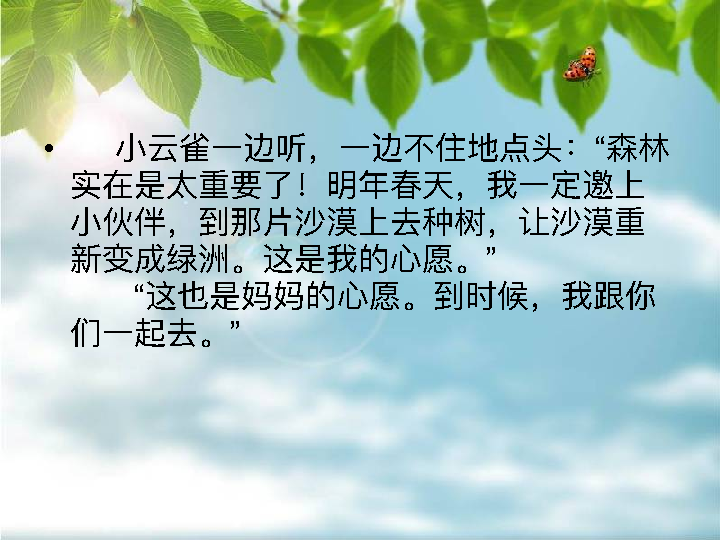 • 小云雀一边听，一边不住地点头：“森林
实在是太重要了！明年春天，我一定邀上
小伙伴，到那片沙漠上去种树，让沙漠重
新变成绿洲。这是我的心愿。”
“这也是妈妈的心愿。到时候，我跟你
们一起去。”